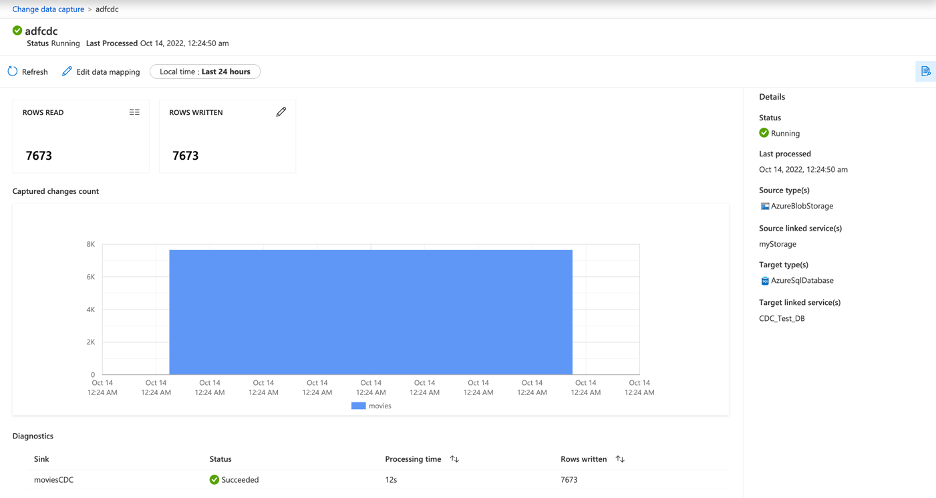 Change data capture > adfcdc
adfcdc
Status Running Last Processed Oct 14, 2022, 12:24:50 am
Refresh Edit data mapping Local time : Last 24 hours
ROWS READ
7673
ROWS WRITTEN
7673
Captured changes count
8K
6K
4K
2K
0
Oct 14 Oct 14 Oct 14 Oct 14 Oct 14 Oct 14 Oct 14 Oct 14 Oct 14 Oct 14 Oct 14
12:24 AM 12:24 AM 12:24 AM 12:24 AM 12:24 AM 12:24 AM 12:24 AM 12:24 AM 12:24 AM 12:24 AM 12:24 AM
movies
Diagnostics
Sink Status Processing time Rows written
moviesCDC Succeeded 12s 7673
Details
Status
Running
Last processed
Oct 14, 2022, 12:24:50 am
Source type(s)
AzureBlobStorage
Source linked service(s)
myStorage
Target type(s)
AzureSqlDatabase
Target linked service(s)
CDC_Test_DB